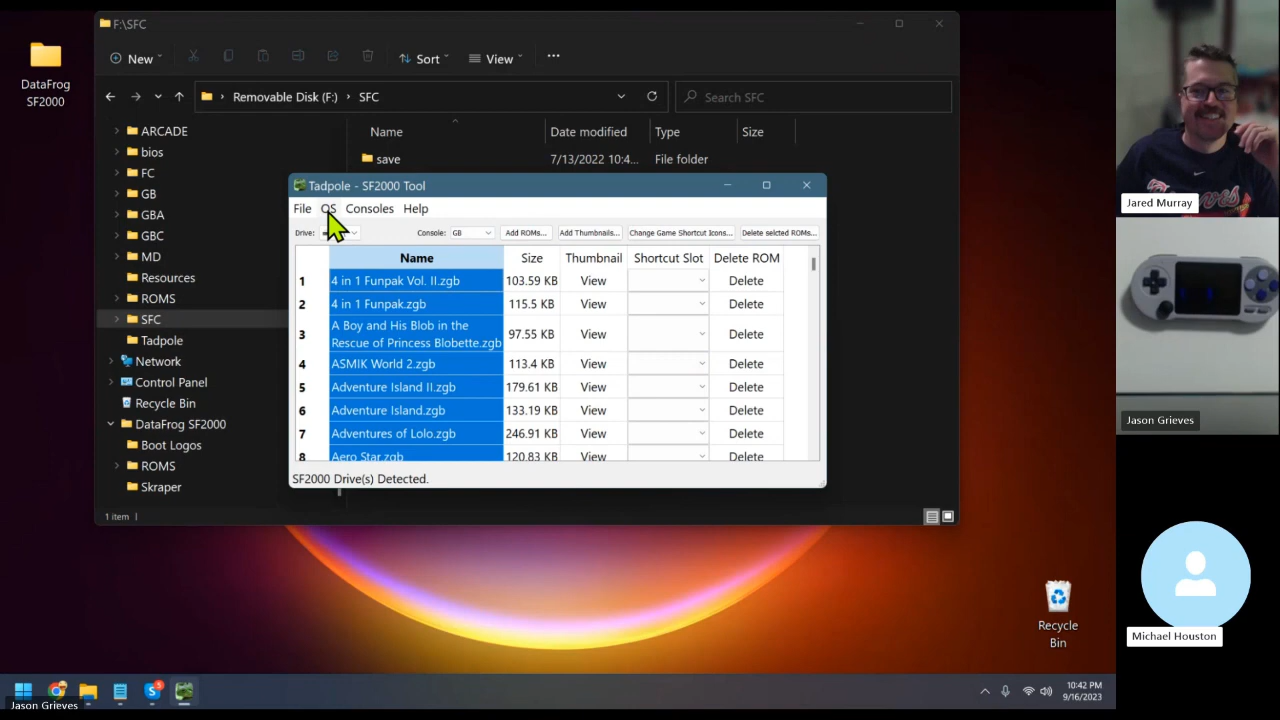 F:\SFC
New
Sort
View
Removable Disk (F:) › SFC
Search SFC
Name
Date modified
Type
Size
save
7/13/2022 10:4...
File folder
DataFrog
SF2000
ARCADE
bios
FC
GB
GBA
GBC
MD
Resources
ROMS
SFC
Tadpole
Network
Control Panel
Recycle Bin
DataFrog SF2000
Boot Logos
ROMS
Skraper
1 item
Tadpole - SF2000 Tool
File OS Consoles Help
Drive:
Console: GB Add ROMs... Add Thumbnails... Change Game Shortcut Icons... Delete selcted ROMs...
Name Size Thumbnail Shortcut Slot Delete ROM
1 4 in 1 Funpak Vol. II.zgb 103.59 KB View Delete
2 4 in 1 Funpak.zgb 115.5 KB View Delete
3 A Boy and His Blob in the
Rescue of Princess Blobette.zgb 97.55 KB View Delete
4 ASMIK World 2.zgb 113.4 KB View Delete
5 Adventure Island II.zgb 179.61 KB View Delete
6 Adventure Island.zgb 133.19 KB View Delete
7 Adventures of Lolo.zgb 246.91 KB View Delete
8 Aero Star.zgb 120.83 KB View Delete
SF2000 Drive(s) Detected.
Recycle
Bin
5
10:42 PM
9/16/2023
Jason Grieves
Jared Murray
Jason Grieves
Michael Houston